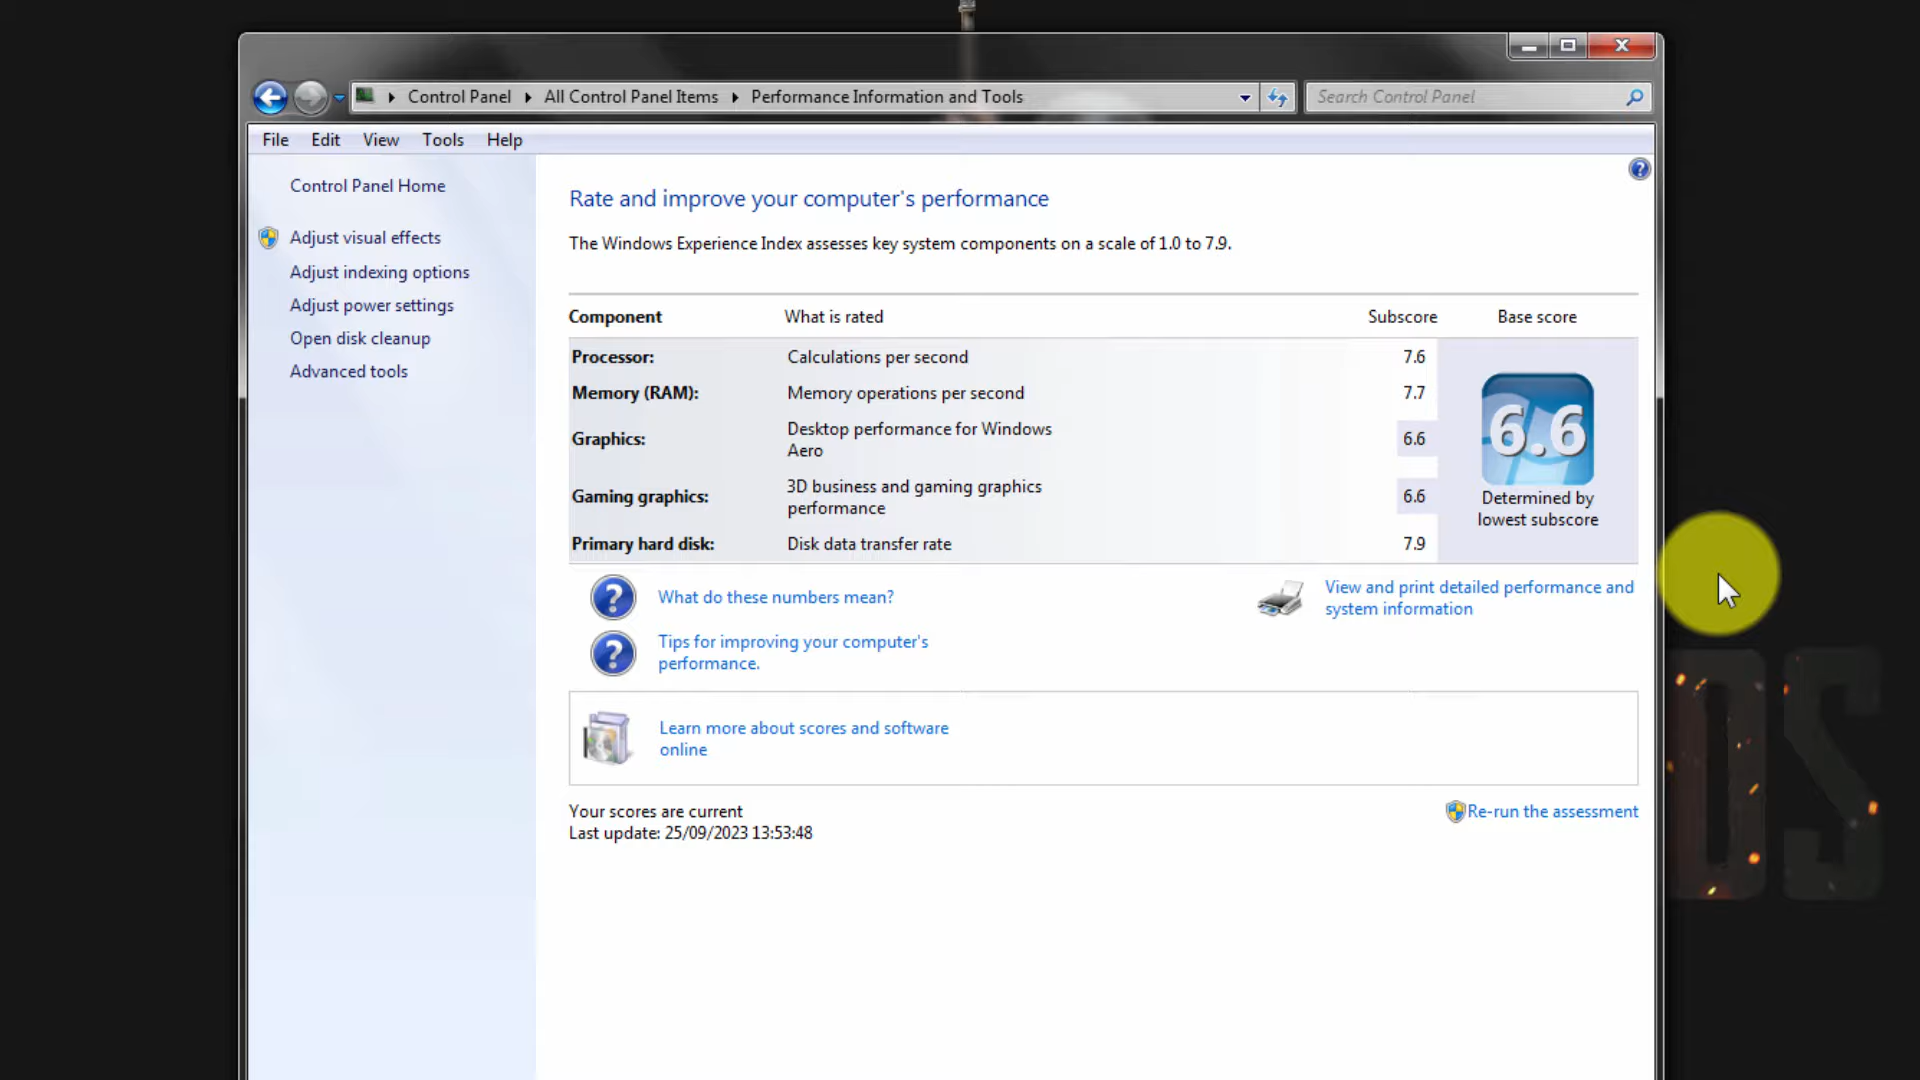 Control Panel All Control Panel Items Performance Information and Tools
Search Control Panel
File Edit View Tools Help
Control Panel Home
Adjust visual effects
Adjust indexing options
Adjust power settings
Open disk cleanup
Advanced tools
Rate and improve your computer's performance
The Windows Experience Index assesses key system components on a scale of 1.0 to 7.9.
Component What is rated Subscore Base score
Processor: Calculations per second 7.6
Memory (RAM): Memory operations per second 7.7
Graphics: Desktop performance for Windows
Aero 6.6
Gaming graphics: 3D business and gaming graphics
performance 6.6
Primary hard disk: Disk data transfer rate 7.9
6.6
Determined by
lowest subscore
What do these numbers mean?
View and print detailed performance and
system information
Tips for improving your computer's
performance.
Learn more about scores and software
online
Your scores are current
Last update: 25/09/2023 13:53:48
Re-run the assessment
OS